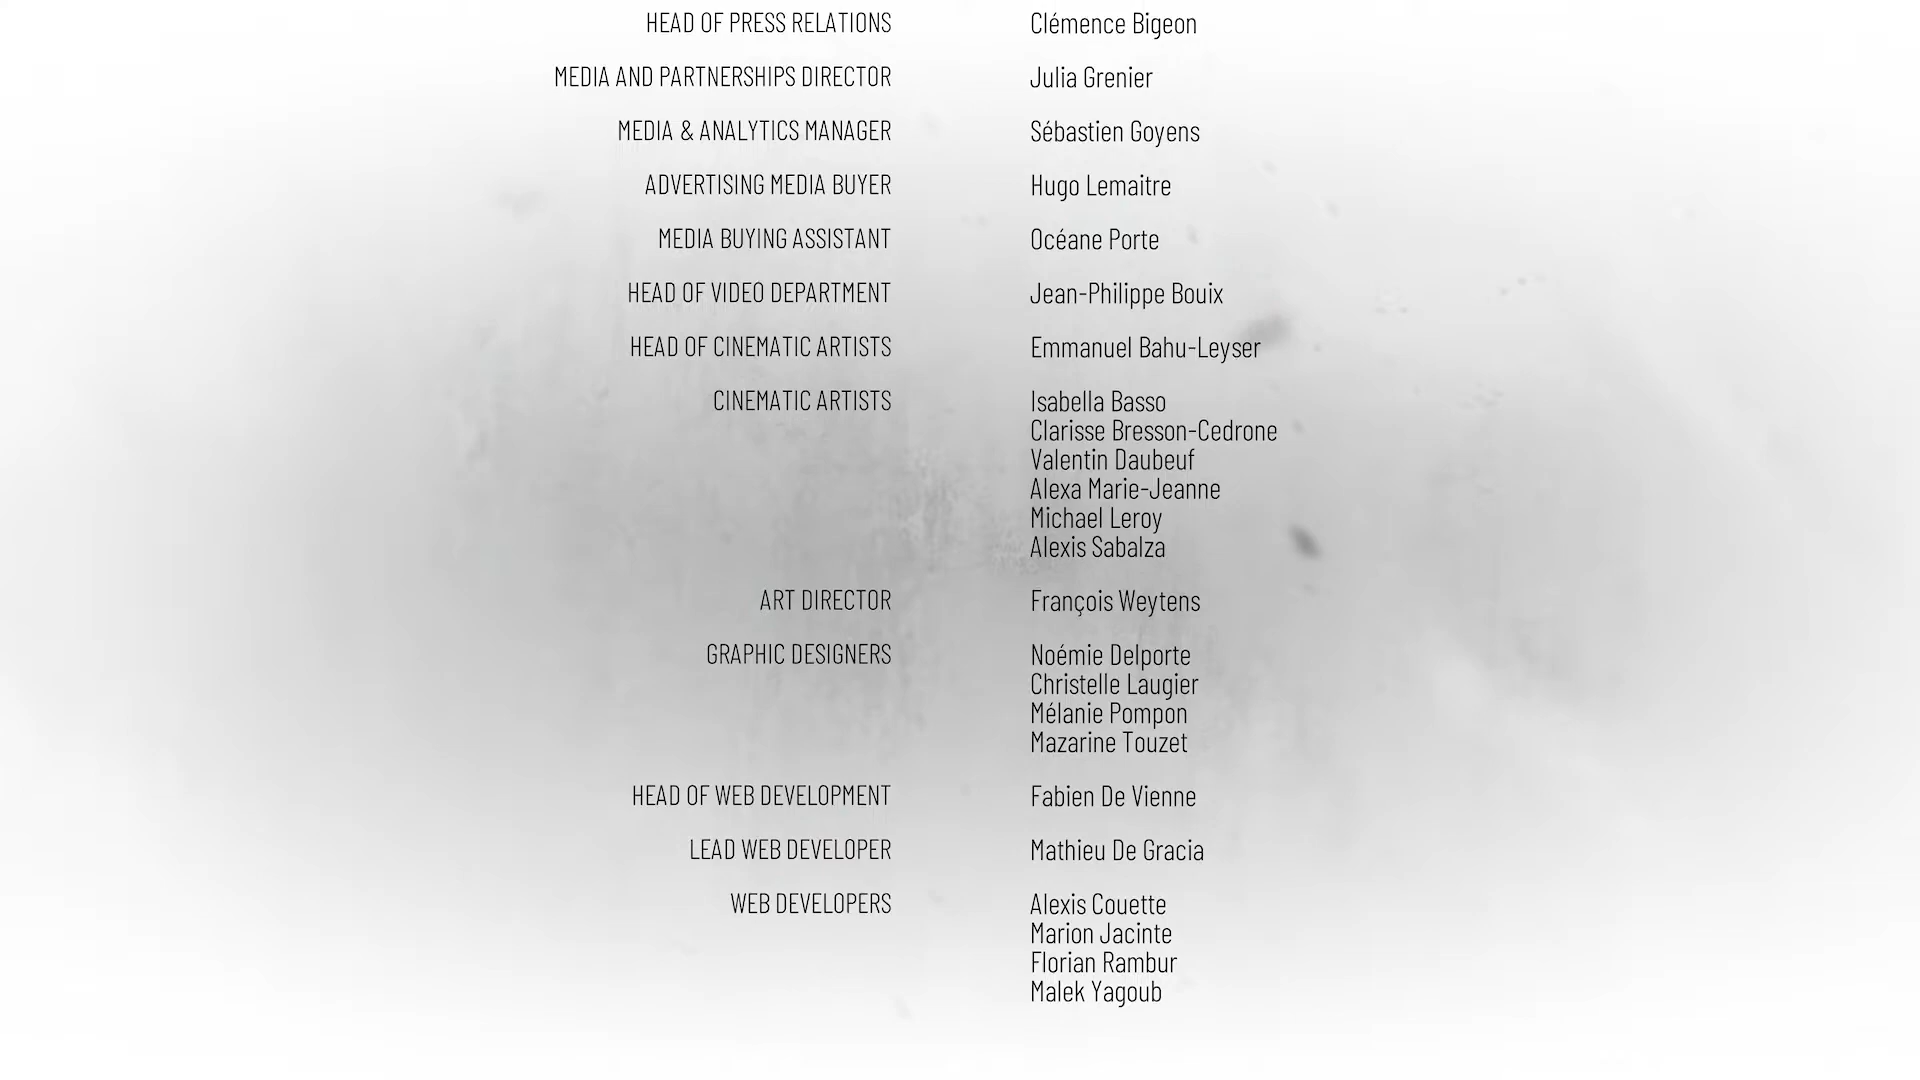 HEAD OF PRESS RELATIONS Clémence Bigeon
MEDIA AND PARTNERSHIPS DIRECTOR Julia Grenier
MEDIA & ANALYTICS MANAGER Sébastien Goyens
ADVERTISING MEDIA BUYER Hugo Lemaitre
MEDIA BUYING ASSISTANT Océane Porte
HEAD OF VIDEO DEPARTMENT Jean-Philippe Bouix
HEAD OF CINEMATIC ARTISTS Emmanuel Bahu-Leyser
CINEMATIC ARTISTS Isabella Basso
Clarisse Bresson-Cedrone
Valentin Daubeuf
Alexa Marie-Jeanne
Michael Leroy
Alexis Sabalza
ART DIRECTOR François Weytens
GRAPHIC DESIGNERS Noémie Delporte
Christelle Laugier
Mélanie Pompon
Mazarine Touzet
HEAD OF WEB DEVELOPMENT Fabien De Vienne
LEAD WEB DEVELOPER Mathieu De Gracia
WEB DEVELOPERS Alexis Couette
Marion Jacinte
Florian Rambur
Malek Yagoub